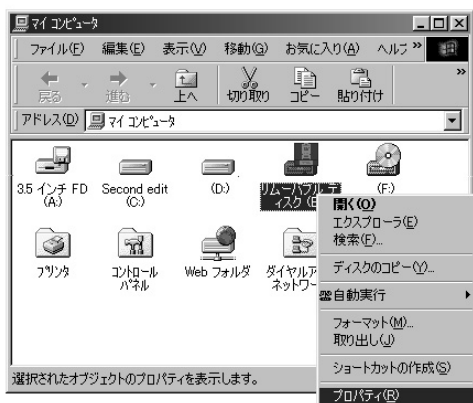 マイ コンピュータ
ファイル(F) 編集(E) 表示(V) 移動(G) お気に入り(A) ヘルプ »
戻る 進む 上へ 切り取り コピー 貼り付け »
アドレス(D) マイ コンピュータ
3.5 インチ FD (A:)
Second edit (C:)
(D:)
リムーバブル ディスク (E
(F:)
プリンタ
コントロール パネル
Web フォルダ
ダイヤルア
ネットワー
開く(O)
エクスプローラ(E)
検索(F)...
ディスクのコピー(Y)...
自動実行
フォーマット(M)...
取り出し(J)
ショートカットの作成(S)
プロパティ(R)
選択されたオブジェクトのプロパティを表示します。